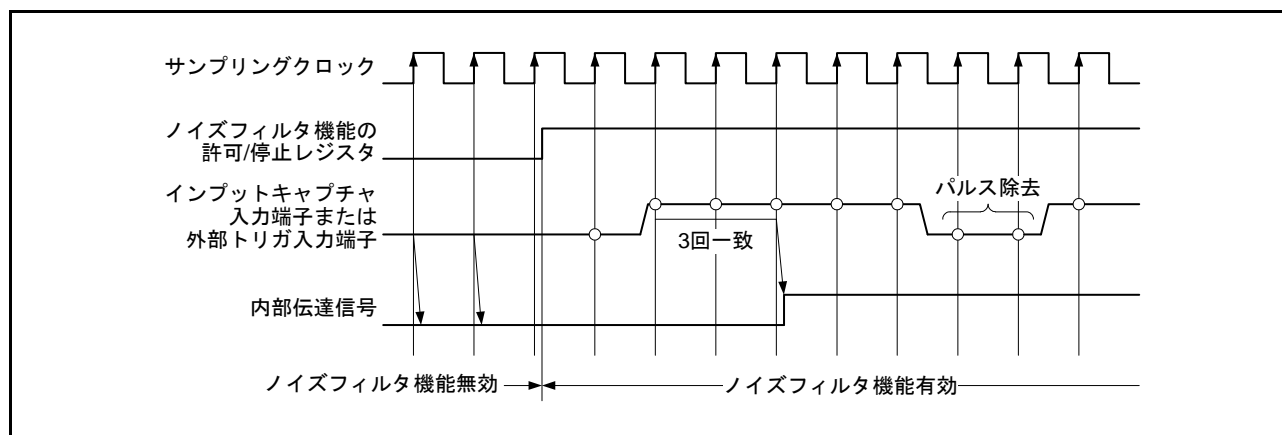 サンプリングクロック
ノイズフィルタ機能の
許可/停止レジスタ
インプットキャプチャ
入力端子または
外部トリガ入力端子
パルス除去
3回一致
内部伝達信号
ノイズフィルタ機能無効
ノイズフィルタ機能有効